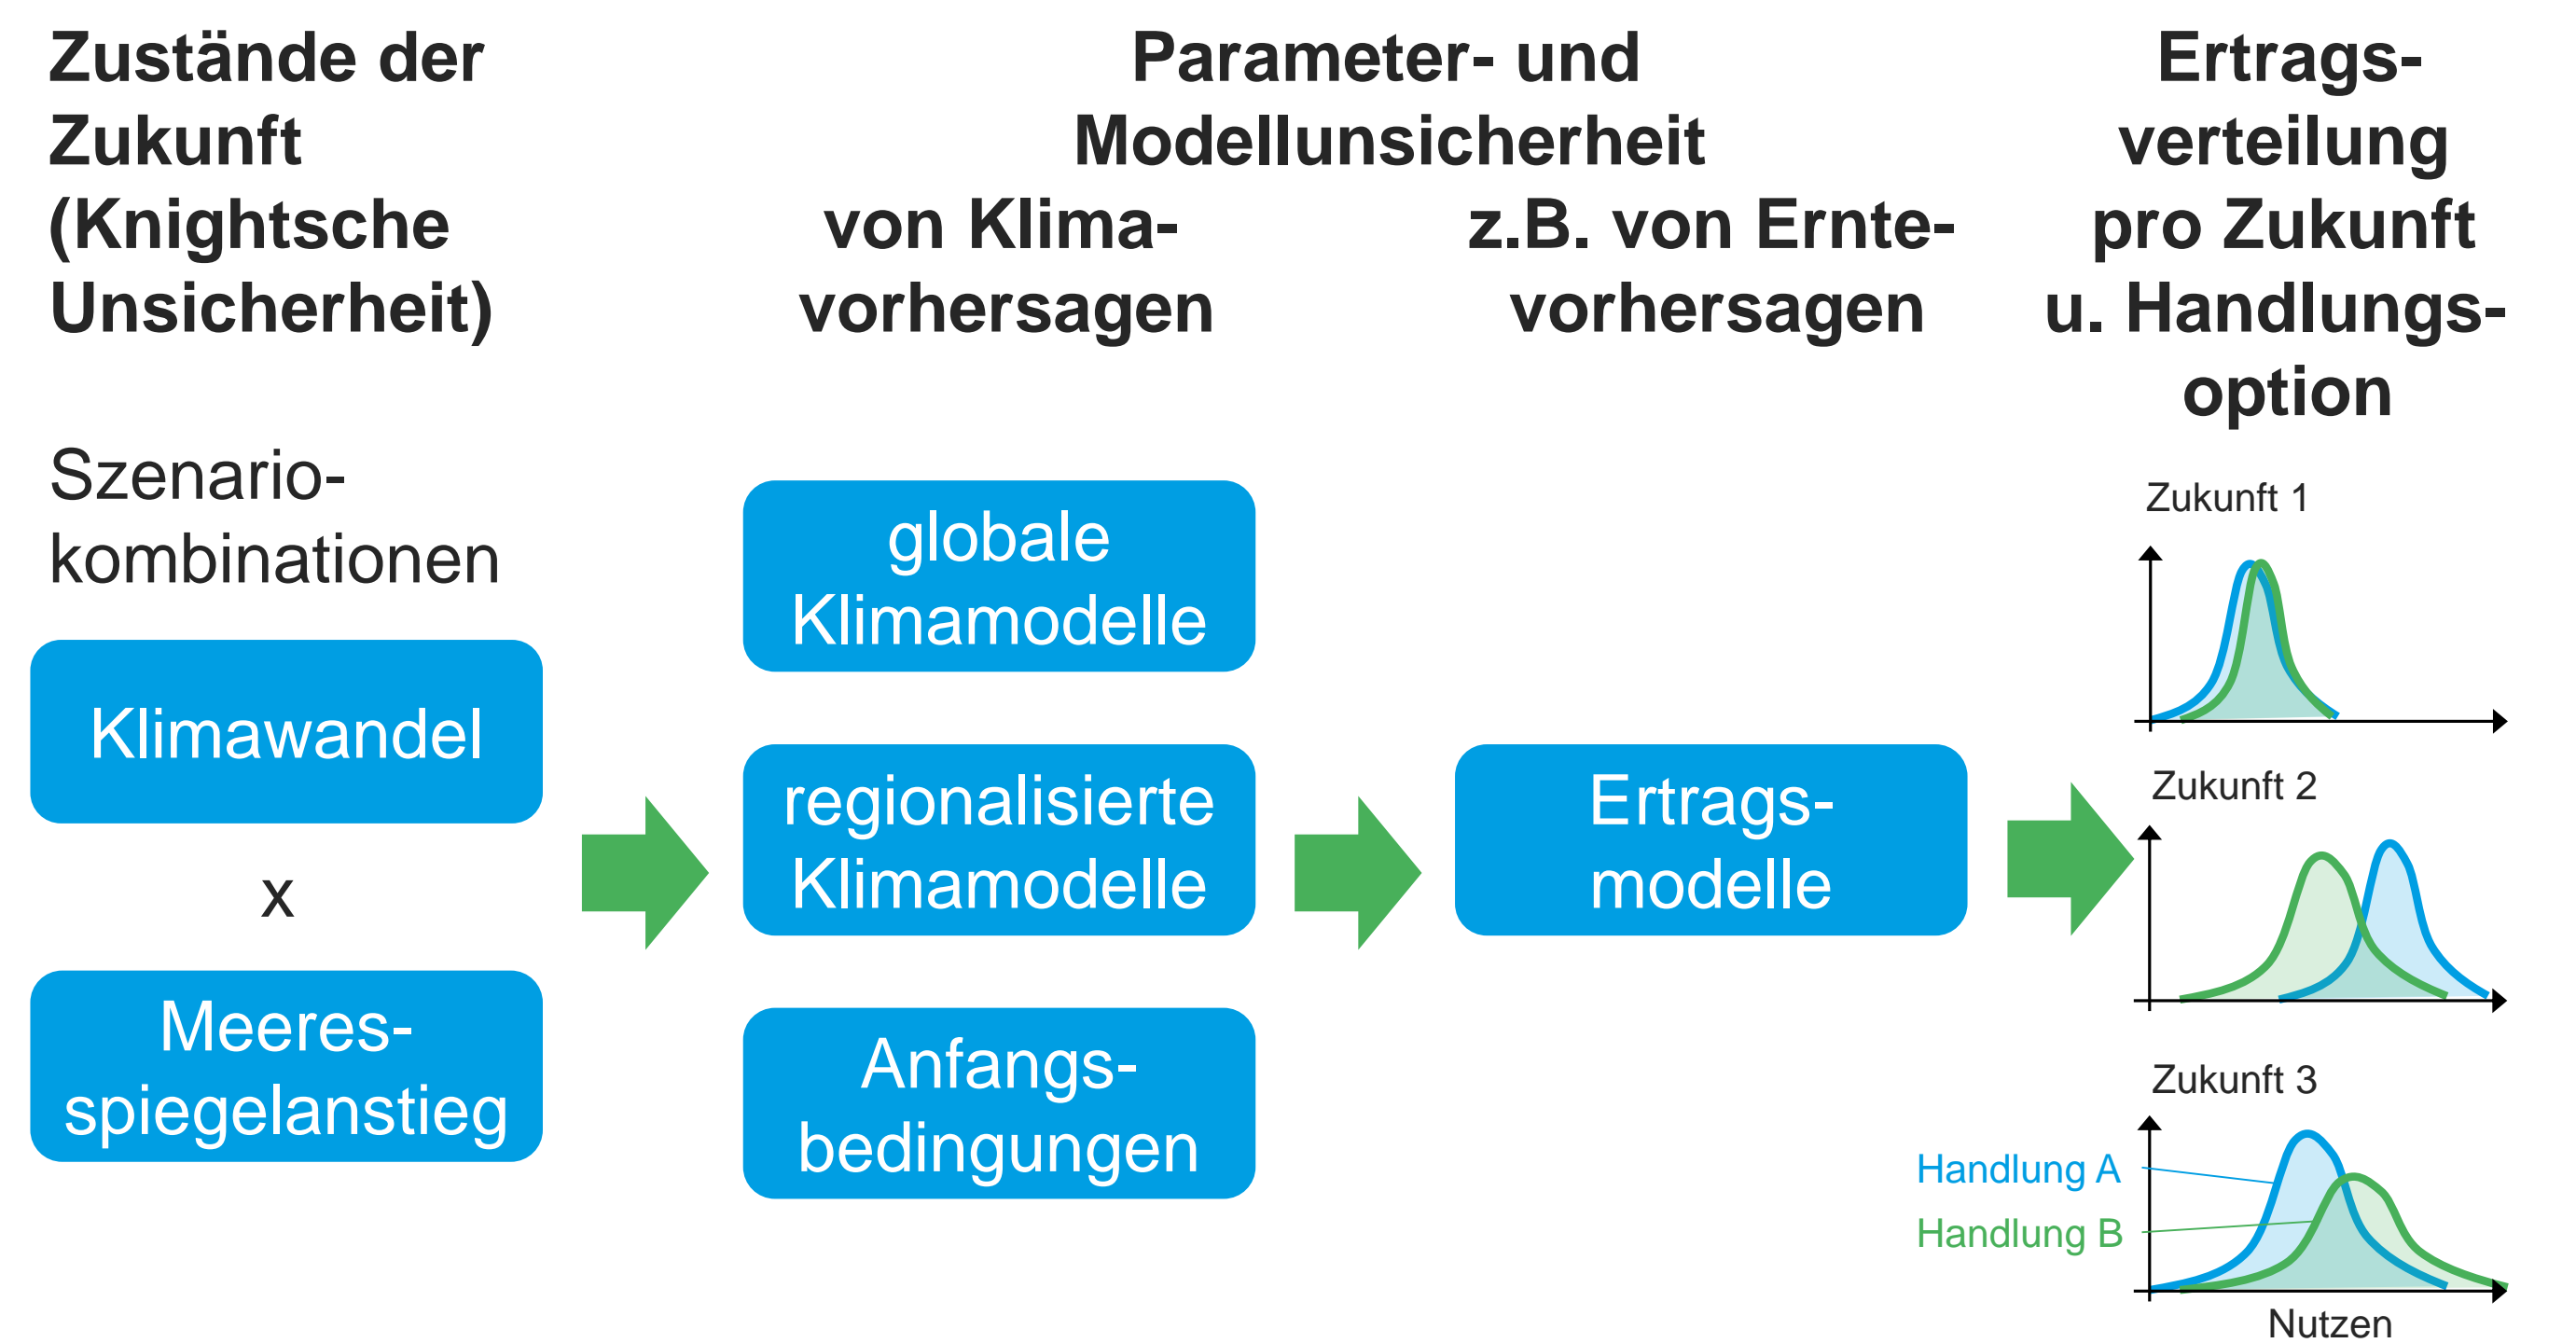 Zustände der
Zukunft
(Knightsche
Unsicherheit)
Szenario-
kombinationen
Klimawandel
x
Meeres-
spiegelanstieg
Parameter- und
Modellunsicherheit
von Klima-
vorhersagen
globale
Klimamodelle
regionalisierte
Klimamodelle
Anfangs-
bedingungen
z.B. von Ernte-
vorhersagen
Ertrags-
modelle
Ertrags-
verteilung
pro Zukunft
u. Handlungs-
option
Zukunft 1
Zukunft 2
Zukunft 3
Handlung A
Handlung B
Nutzen